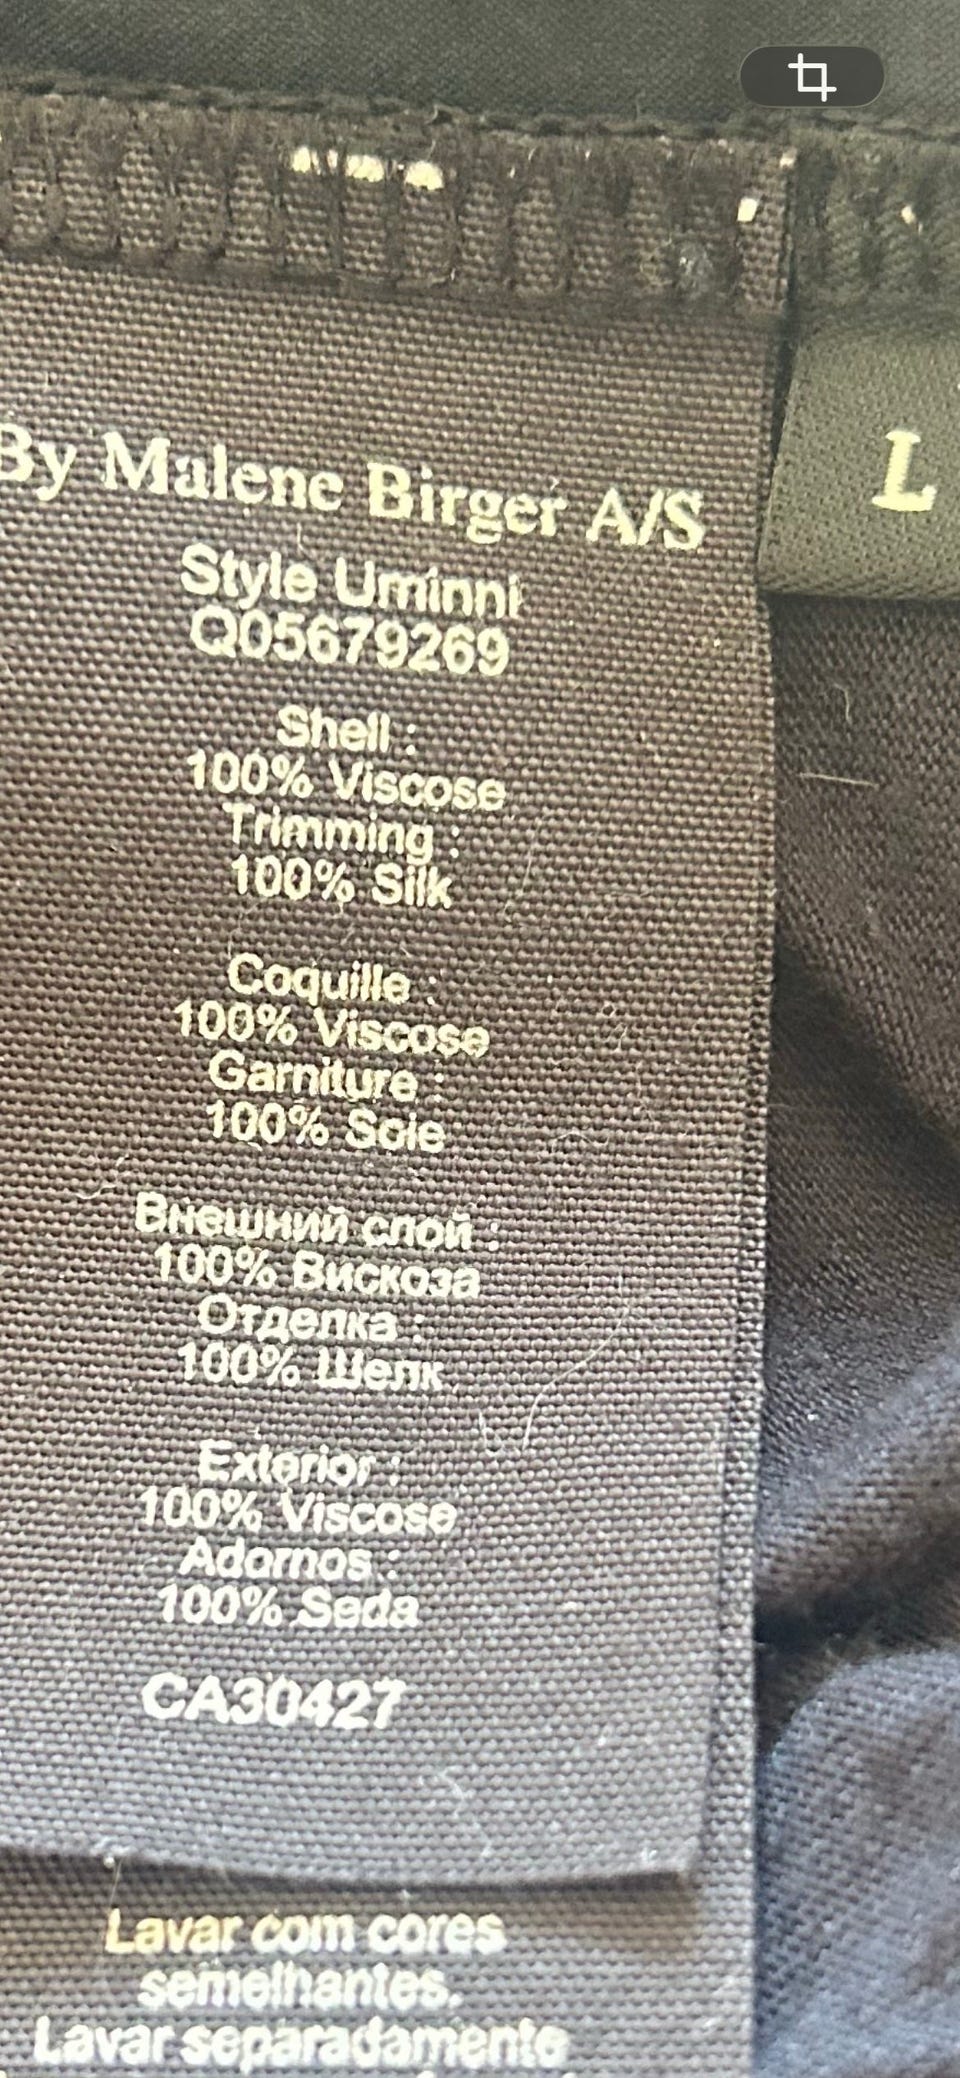 By Malene Birger A/S
L
Style Uminni
Q05679269
Shell :
100% Viscose
Trimming :
100% Silk
Coquille :
100% Viscose
Garniture :
100% Soie
Внешний слой :
100% Вискоза
Отделка :
100% Шелк
Exterior :
100% Viscose
Adornos :
100% Seda
CA30427
Lavar com cores
semelhantes.
Lavar separadamente